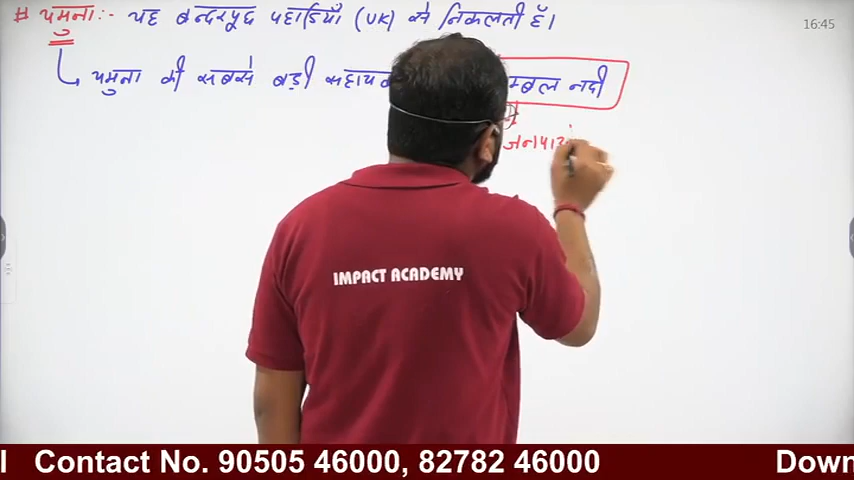 # यमुना :- यह बन्दरपूछ पहाड़ियों (UK) से निकलती है।
16:45
यमुना की सबसे बड़ी सहायक म्बल नदी
जनपाव
IMPACT ACADEMY
Contact No. 90505 46000, 82782 46000
Down